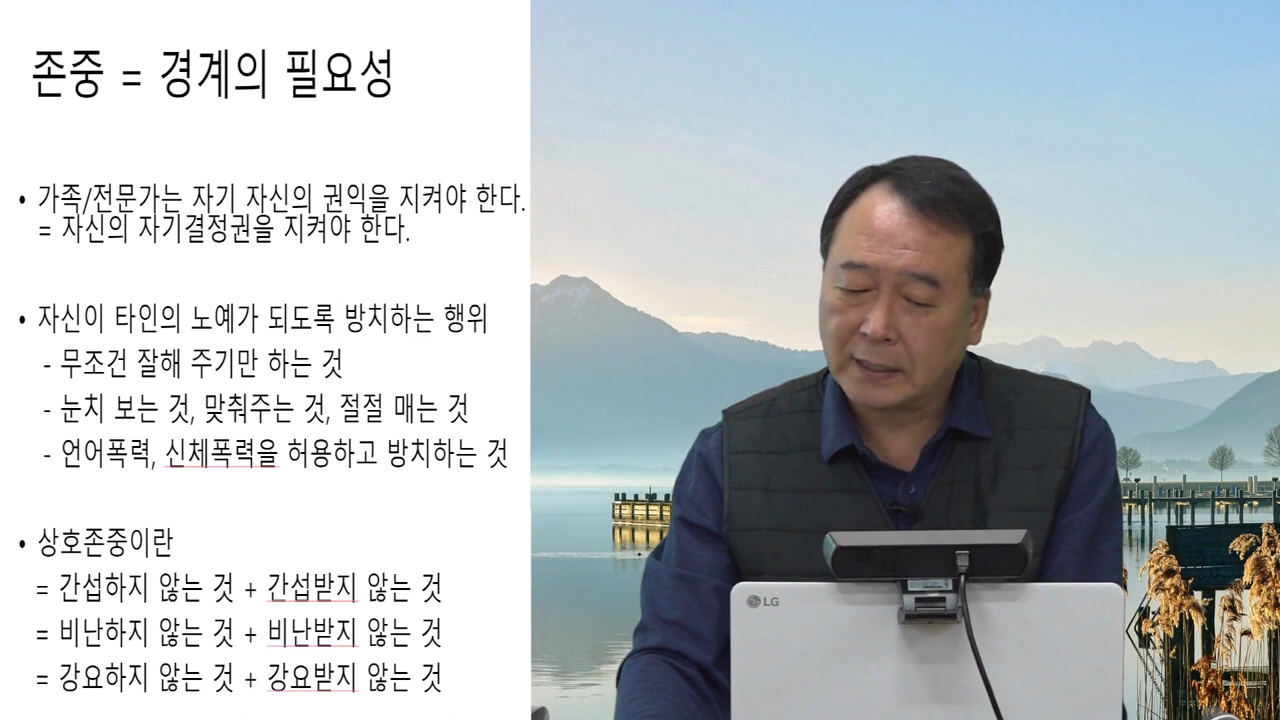 존중 = 경계의 필요성
• 가족/전문가는 자기 자신의 권익을 지켜야 한다.
= 자신의 자기결정권을 지켜야 한다.
• 자신이 타인의 노예가 되도록 방치하는 행위
- 무조건 잘해 주기만 하는 것
- 눈치 보는 것, 맞춰주는 것, 절절 매는 것
- 언어폭력, 신체폭력을 허용하고 방치하는 것
• 상호존중이란
= 간섭하지 않는 것 + 간섭받지 않는 것
= 비난하지 않는 것 + 비난받지 않는 것
= 강요하지 않는 것 + 강요받지 않는 것
LG